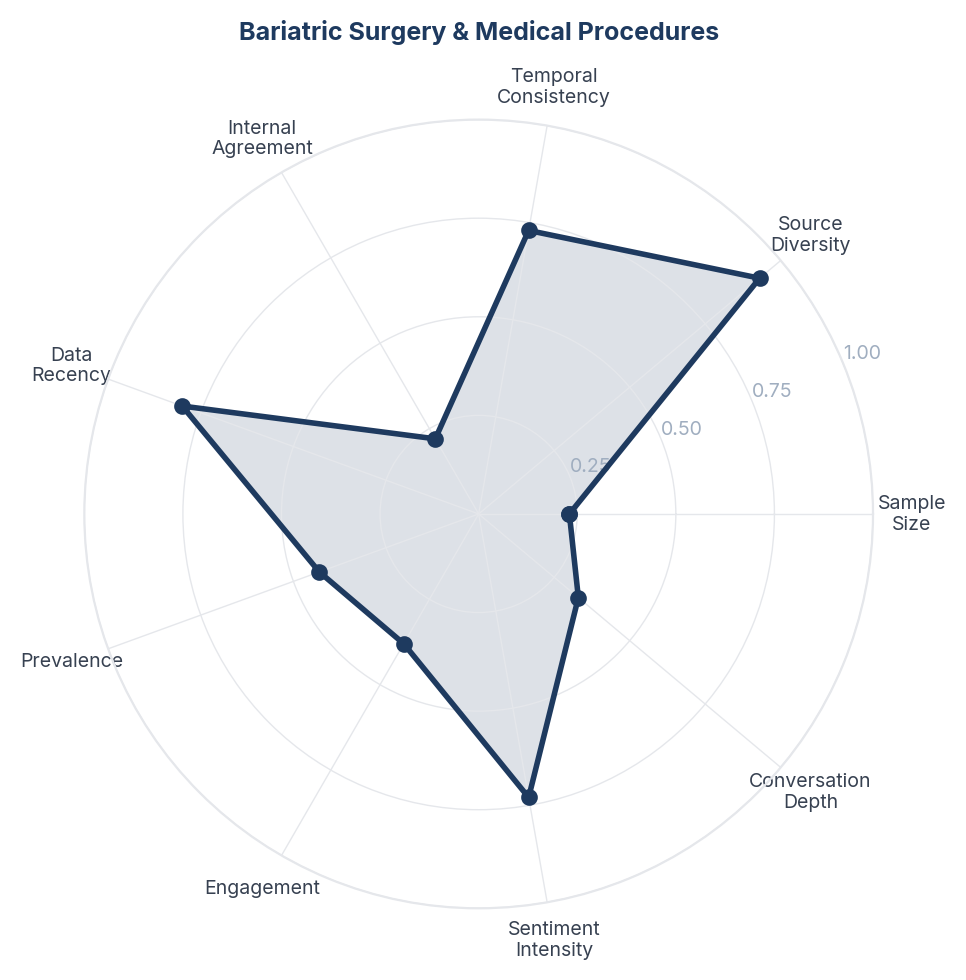 Bariatric Surgery & Medical Procedures
Temporal
Consistency
Internal
Agreement
Source
Diversity
Data
Recency
1.00
0.75
0.50
0.25
Sample
Size
Prevalence
Conversation
Depth
Engagement
Sentiment
Intensity